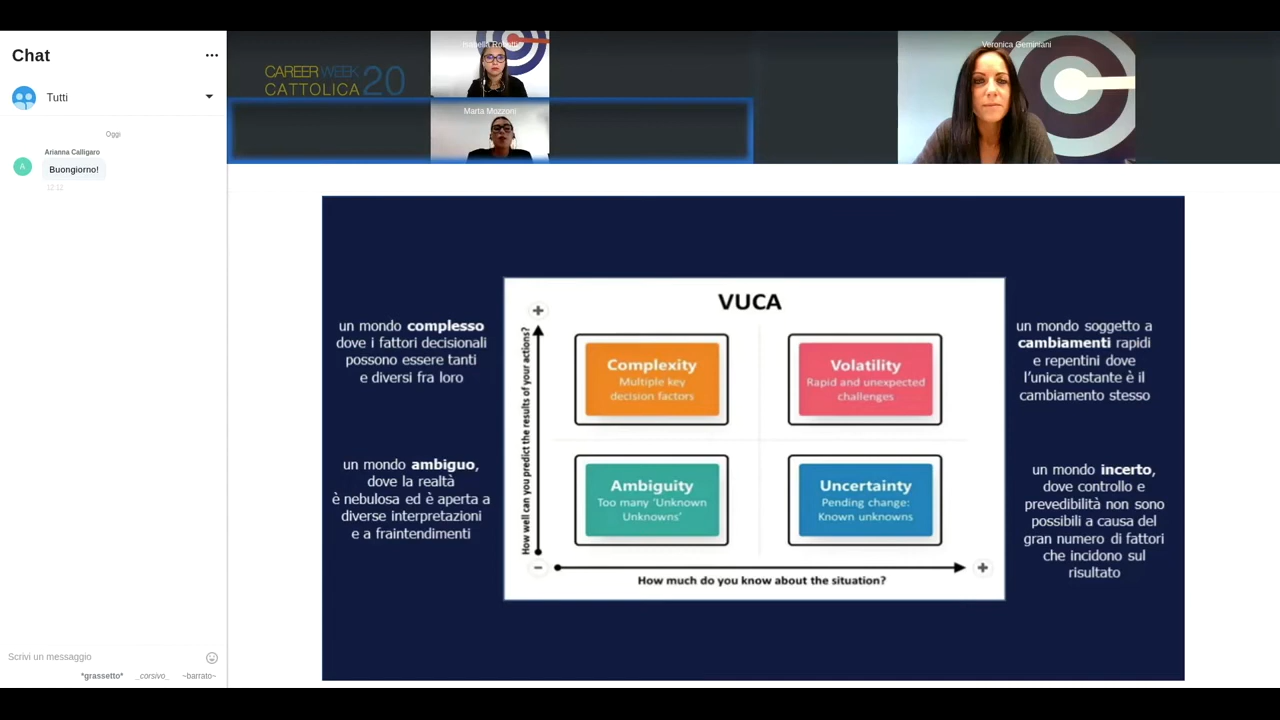 Chat
Tutti
Oggi
Arianna Calligaro
A
Buongiorno!
12:12
Scrivi un messaggio
*grassetto* _corsivo_ ~barrato~
CAREER WEEK
CATTOLICA 20
Marta Mozzoni
Veronica Geminiani
un mondo complesso
dove i fattori decisionali
possono essere tanti
e diversi fra loro
un mondo ambiguo,
dove la realtà
è nebulosa ed è aperta a
diverse interpretazioni
e a fraintendimenti
VUCA
How well can you predict the results of your actions?
Complexity
Multiple key
decision factors
Volatility
Rapid and unexpected
challenges
Ambiguity
Too many 'Unknown
Unknowns'
Uncertainty
Pending change:
Known unknowns
How much do you know about the situation?
un mondo soggetto a
cambiamenti rapidi
e repentini dove
l'unica costante è il
cambiamento stesso
un mondo incerto,
dove controllo e
prevedibilità non sono
possibili a causa del
gran numero di fattori
che incidono sul
risultato